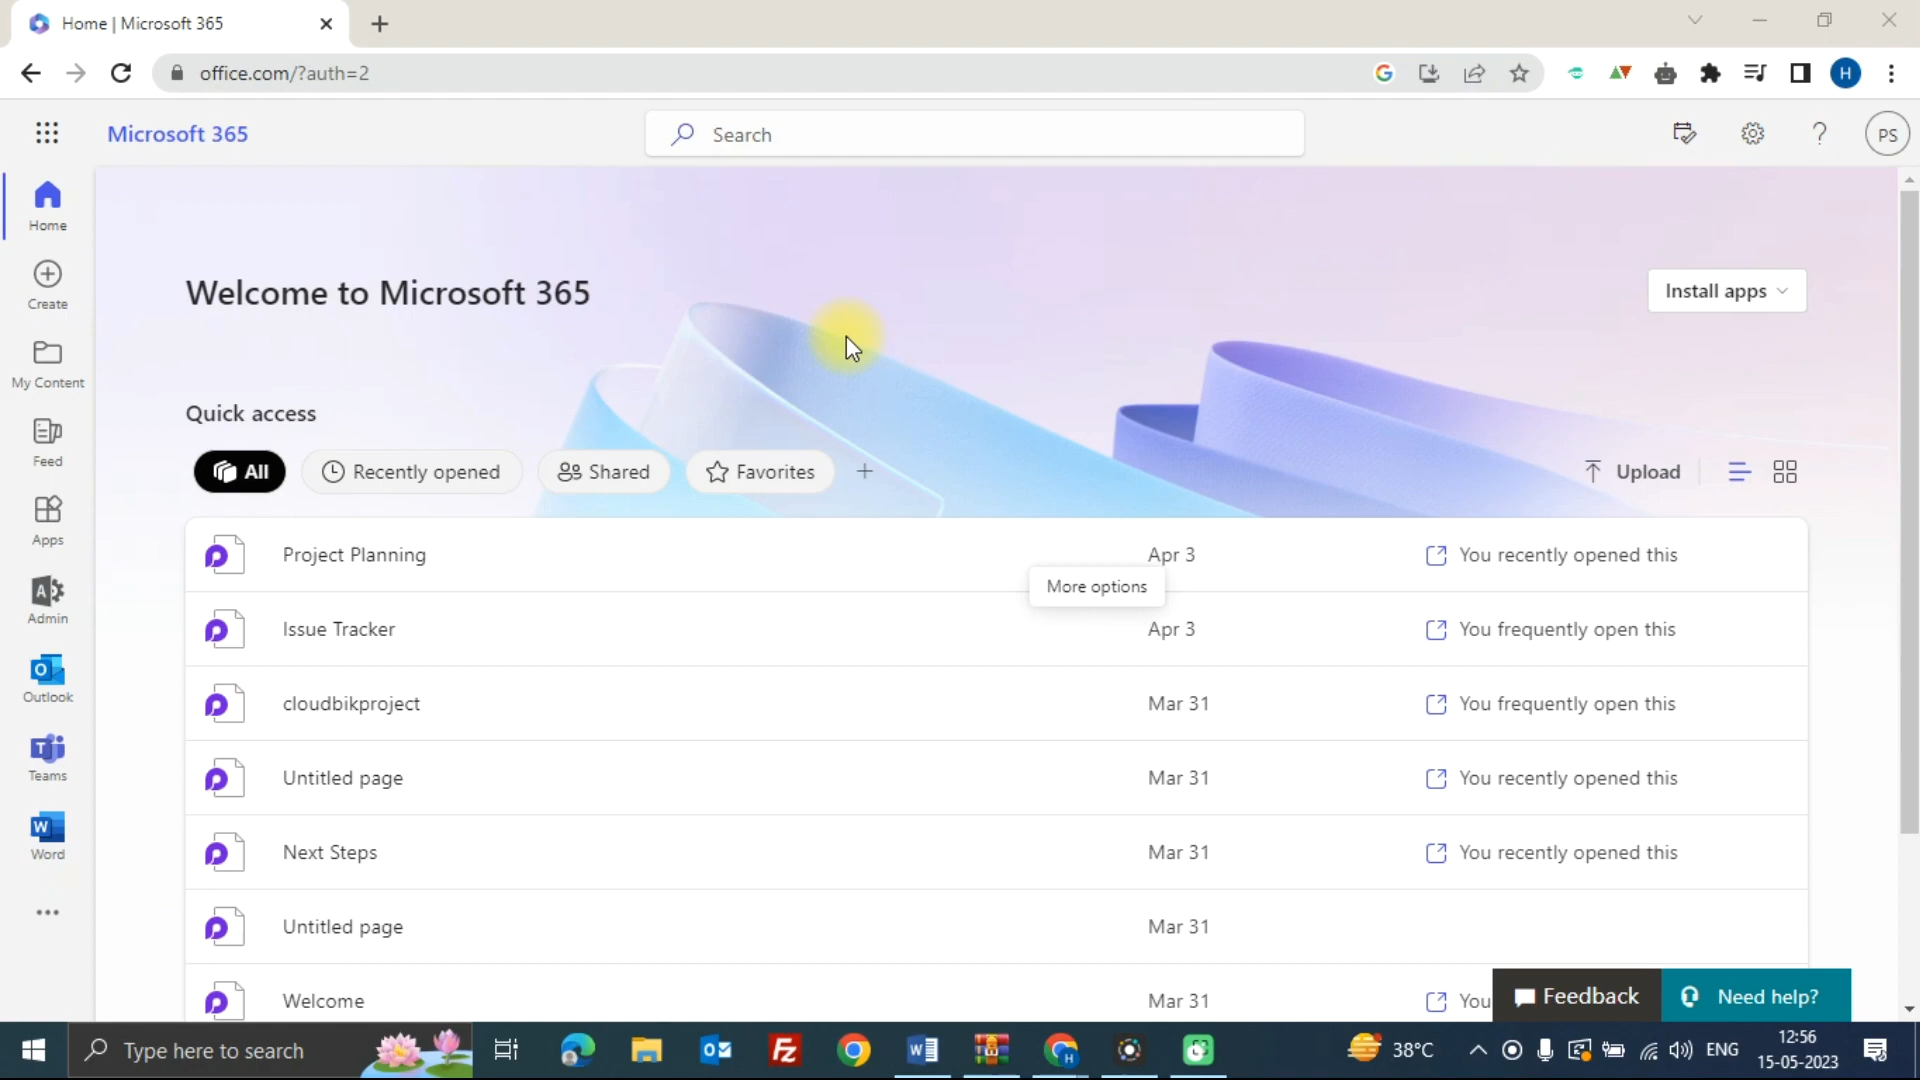 Home | Microsoft 365
office.com/?auth=2
H
Microsoft 365
Search
PS
Home
Create
My Content
Feed
Apps
Admin
Outlook
Teams
Word
Welcome to Microsoft 365
Install apps
Quick access
All
Recently opened
Shared
Favorites
Upload
Project Planning Apr 3 You recently opened this
More options
Issue Tracker Apr 3 You frequently open this
cloudbikproject Mar 31 You frequently open this
Untitled page Mar 31 You recently opened this
Next Steps Mar 31 You recently opened this
Untitled page Mar 31
Welcome Mar 31 You
Feedback
Need help?
Type here to search
38°C
ENG
12:56
15-05-2023